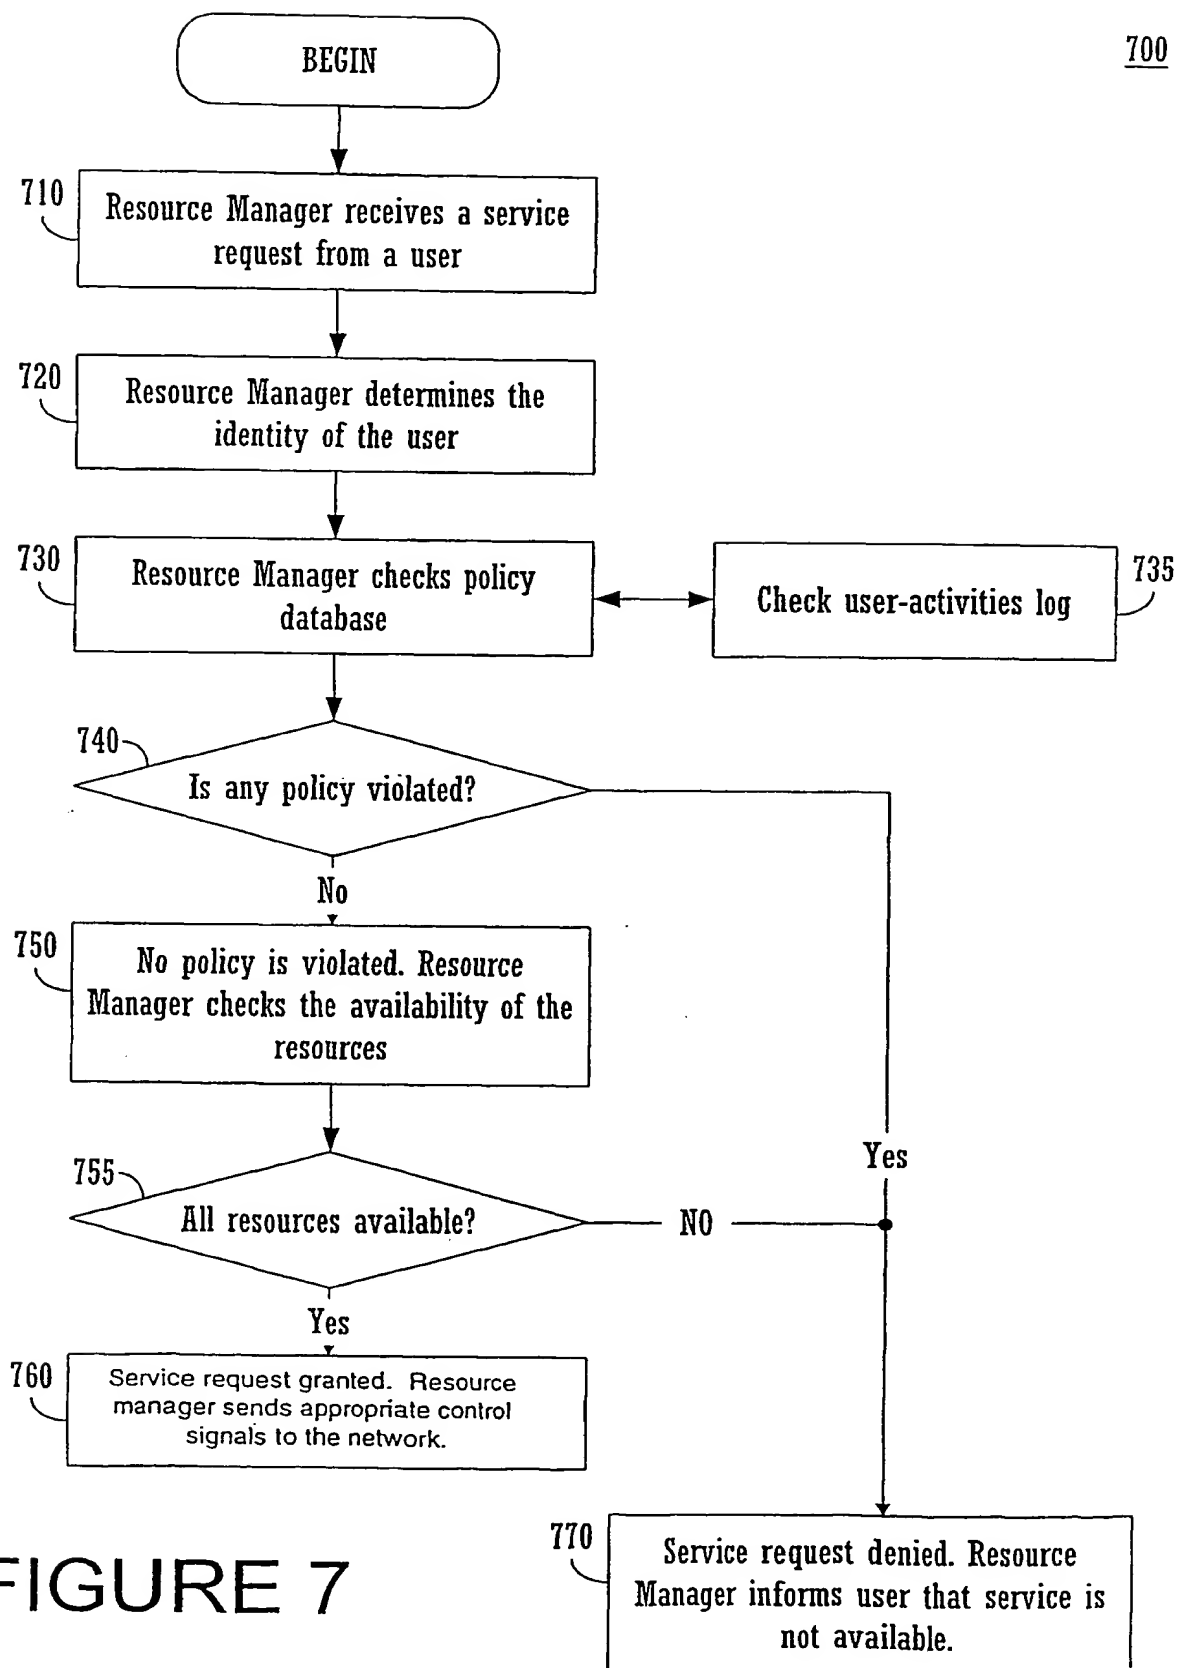 BEGIN
700
710
Resource Manager receives a service
request from a user
720
Resource Manager determines the
identity of the user
730
Resource Manager checks policy
database
735
Check user-activities log
740
Is any policy violated?
No
750
No policy is violated. Resource
Manager checks the availability of the
resources
Yes
755
All resources available?
NO
Yes
760
Service request granted. Resource
manager sends appropriate control
signals to the network.
770
Service request denied. Resource
Manager informs user that service is
not available.
FIGURE 7